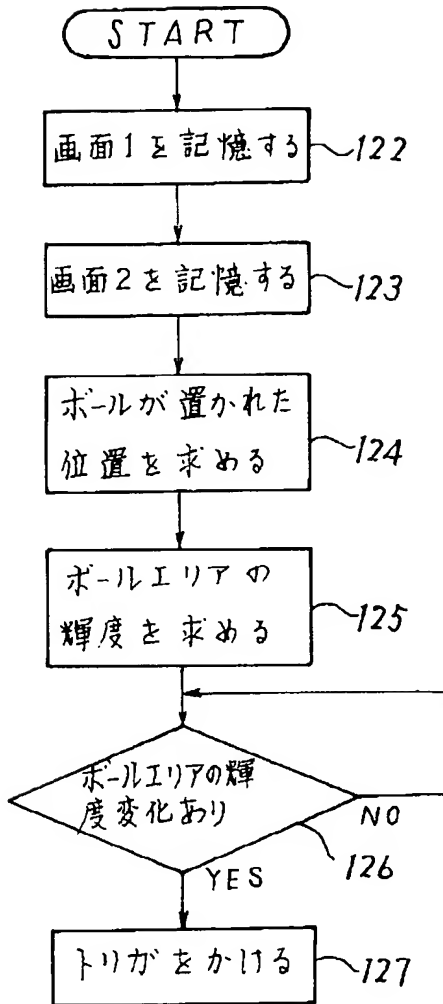 START
画面1を記憶する
122
画面2を記憶する
123
ボールが置かれた
位置を求める
124
ボールエリアの
輝度を求める
125
ボールエリアの輝
度変化あり
NO
126
YES
トリガをかける
127